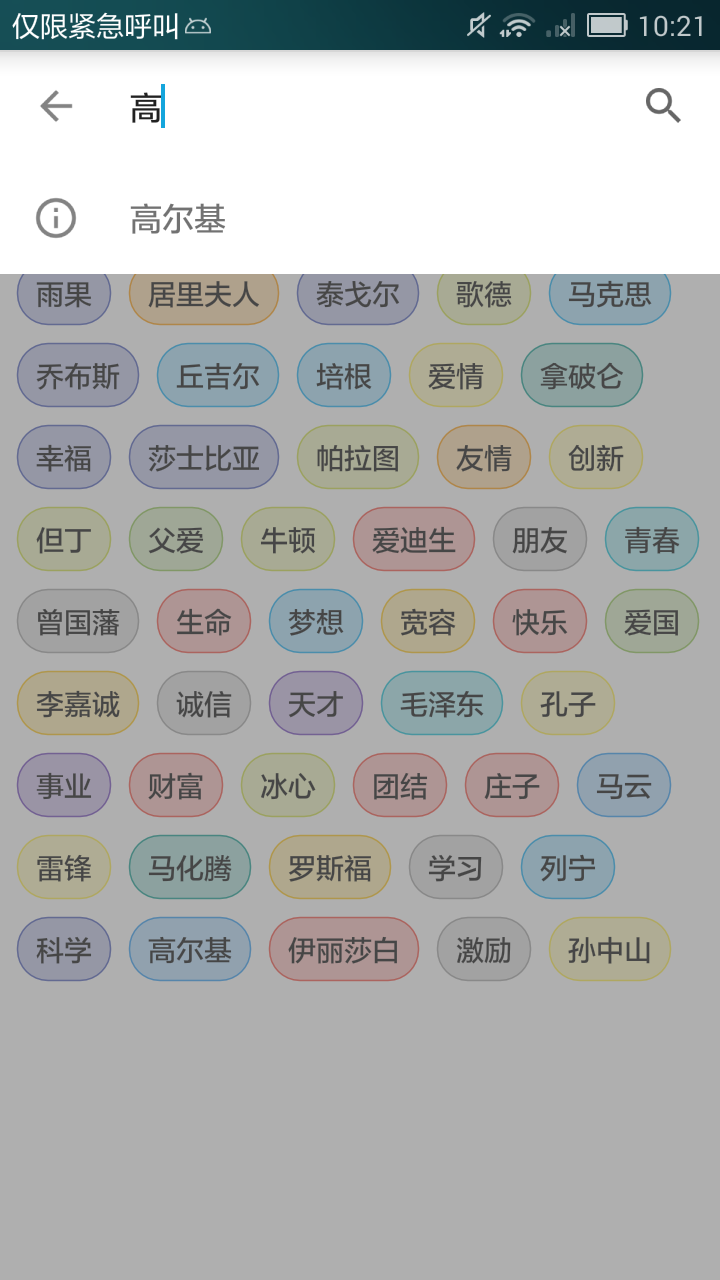 仅限紧急呼叫 10:21
高
高尔基
雨果 居里夫人 泰戈尔 歌德 马克思
乔布斯 丘吉尔 培根 爱情 拿破仑
幸福 莎士比亚 帕拉图 友情 创新
但丁 父爱 牛顿 爱迪生 朋友 青春
曾国藩 生命 梦想 宽容 快乐 爱国
李嘉诚 诚信 天才 毛泽东 孔子
事业 财富 冰心 团结 庄子 马云
雷锋 马化腾 罗斯福 学习 列宁
科学 高尔基 伊丽莎白 激励 孙中山